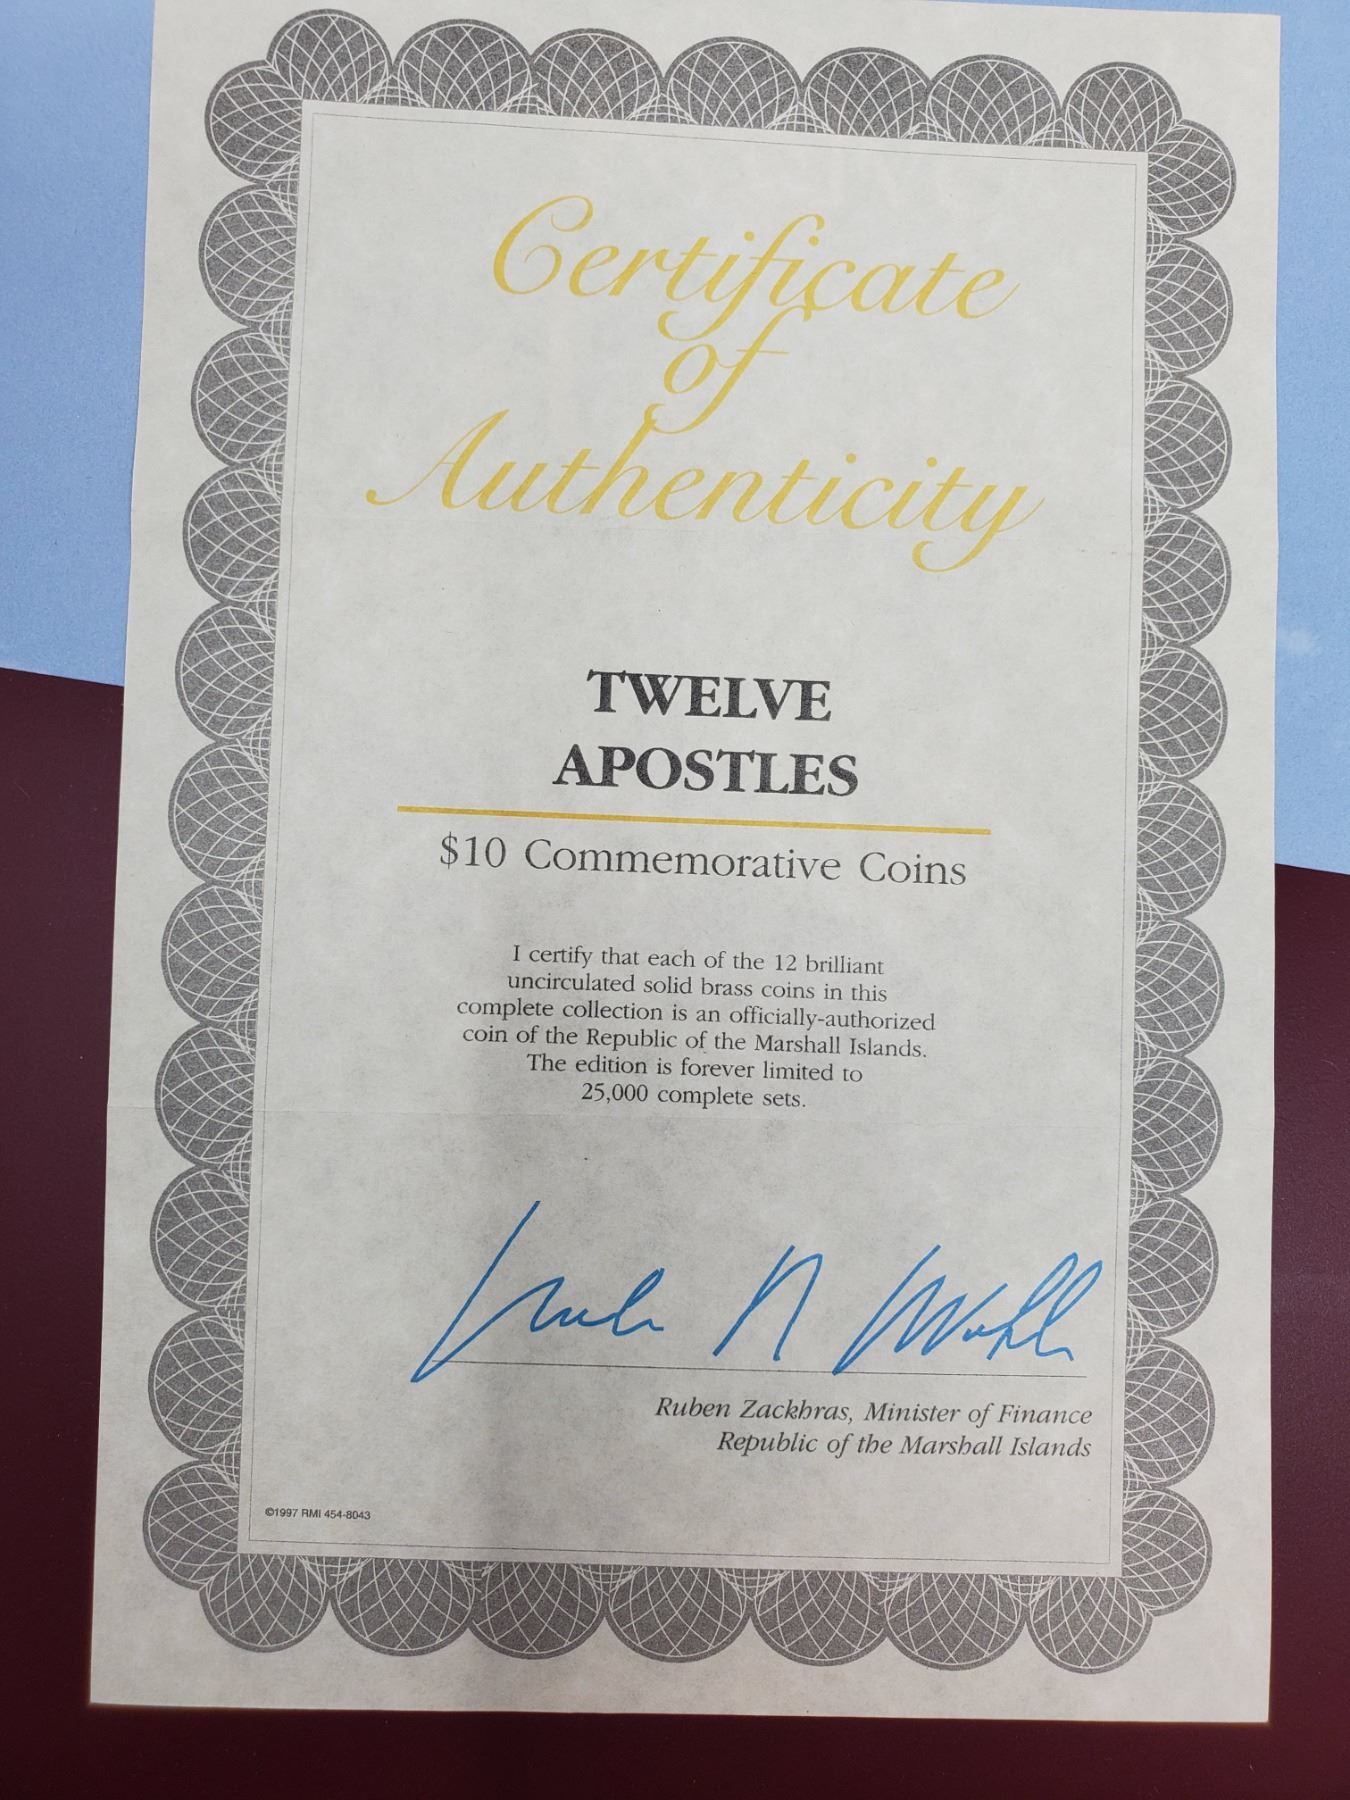 Certificate
of
Authenticity
TWELVE
APOSTLES
$10 Commemorative Coins
I certify that each of the 12 brilliant
uncirculated solid brass coins in this
complete collection is an officially-authorized
coin of the Republic of the Marshall Islands.
The edition is forever limited to
25,000 complete sets.
Ruben Zackhras, Minister of Finance
Republic of the Marshall Islands
©1997 RMI 454-8043